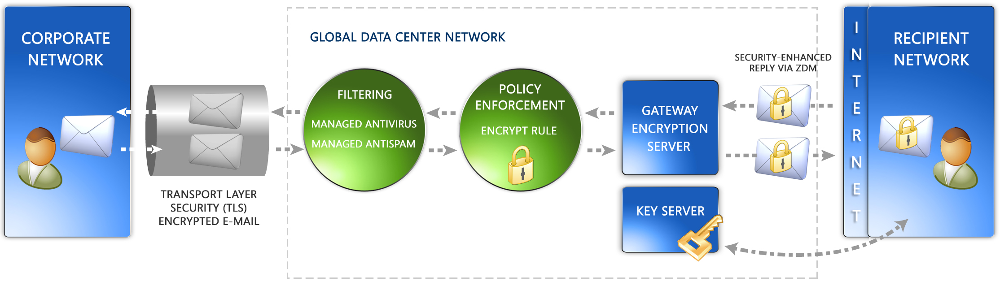 CORPORATE
NETWORK
TRANSPORT LAYER
SECURITY (TLS)
ENCRYPTED E-MAIL
GLOBAL DATA CENTER NETWORK
FILTERING
MANAGED ANTIVIRUS
MANAGED ANTISPAM
POLICY
ENFORCEMENT
ENCRYPT RULE
GATEWAY
ENCRYPTION
SERVER
KEY SERVER
SECURITY-ENHANCED
REPLY VIA ZDM
INTERNET
RECIPIENT
NETWORK